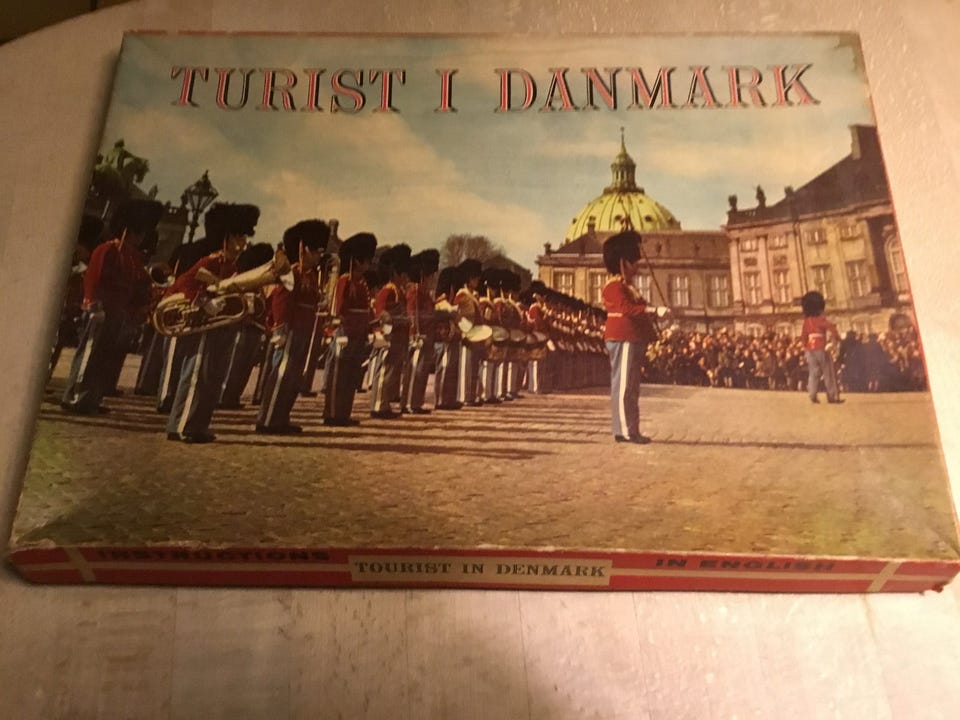 TURIST I DANMARK
INSTRUCTIONS TOURIST IN DENMARK IN ENGLISH